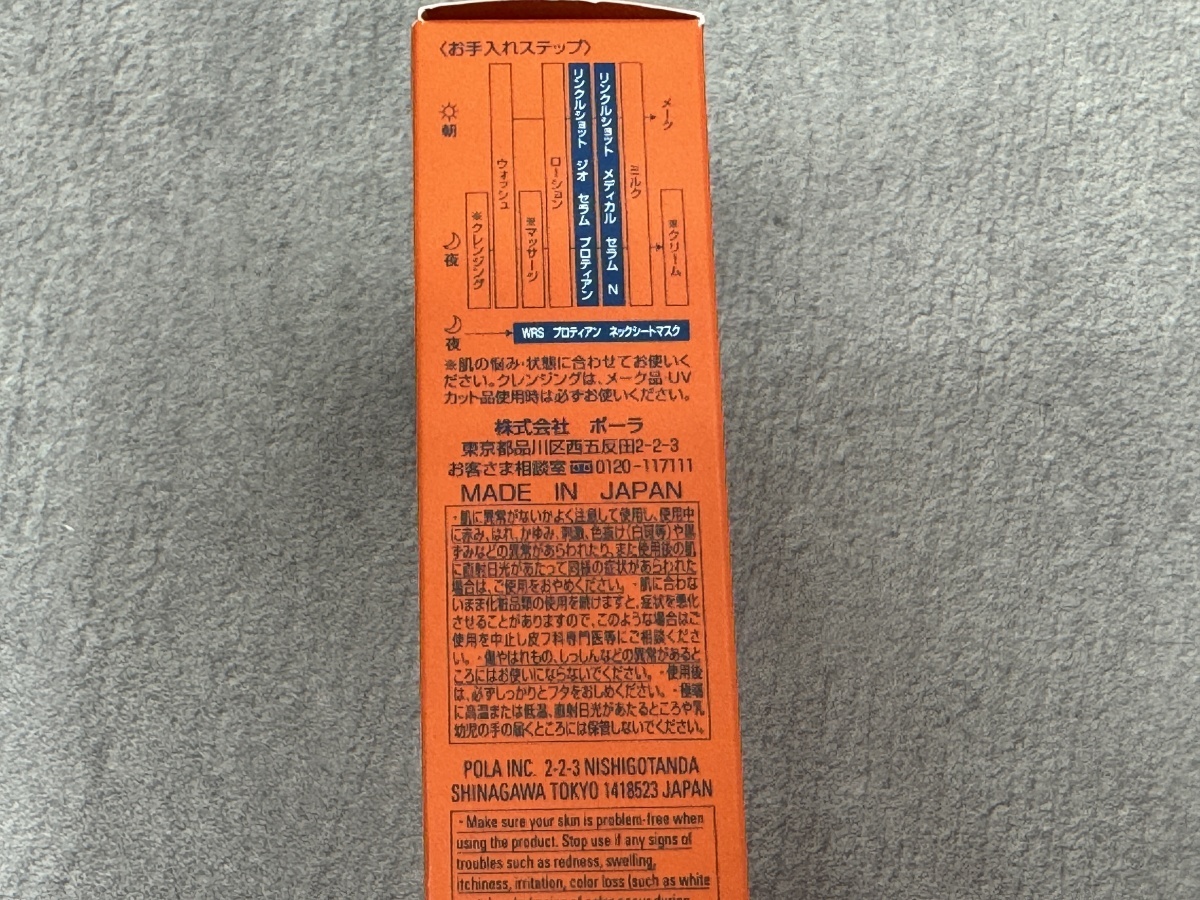 〈お手入れステップ〉
朝
夜
※クレンジング
ウォッシュ
※マッサージ
ローション
リンクルショット ジオ セラム プロティアン
リンクルショット メディカル セラム N
ミルク
メーク
※クリーム
夜
WRS プロティアン ネックシートマスク
※肌の悩み・状態に合わせてお使いく
ださい。クレンジングは、メーク品・UV
カット品使用時は必ずお使いください。
株式会社 ポーラ
東京都品川区西五反田2-2-3
お客さま相談室 0120-117111
MADE IN JAPAN
・肌に異常がないかよく注意して使用し、使用中
に赤み、はれ、かゆみ、刺激、色抜け(白斑等)や黒
ずみなどの異常があらわれたり、また使用後の肌
に直射日光があたって同様の症状があらわれた
場合は、ご使用をおやめください。・肌に合わな
いまま化粧品類の使用を続けますと、症状を悪化
させることがありますので、このような場合はご
使用を中止し皮フ科専門医等にご相談くださ
い。・傷やはれもの、しっしんなどの異常があると
ころにはお使いにならないでください。・使用後
は、必ずしっかりとフタをおしめください。・極端
に高温または低温、直射日光があたるところや乳
幼児の手の届くところには保管しないでください。
POLA INC. 2-2-3 NISHIGOTANDA
SHINAGAWA TOKYO 1418523 JAPAN
・Make sure your skin is problem-free when
using the product. Stop use if any signs of
troubles such as redness, swelling,
itchiness, irritation, color loss (such as white